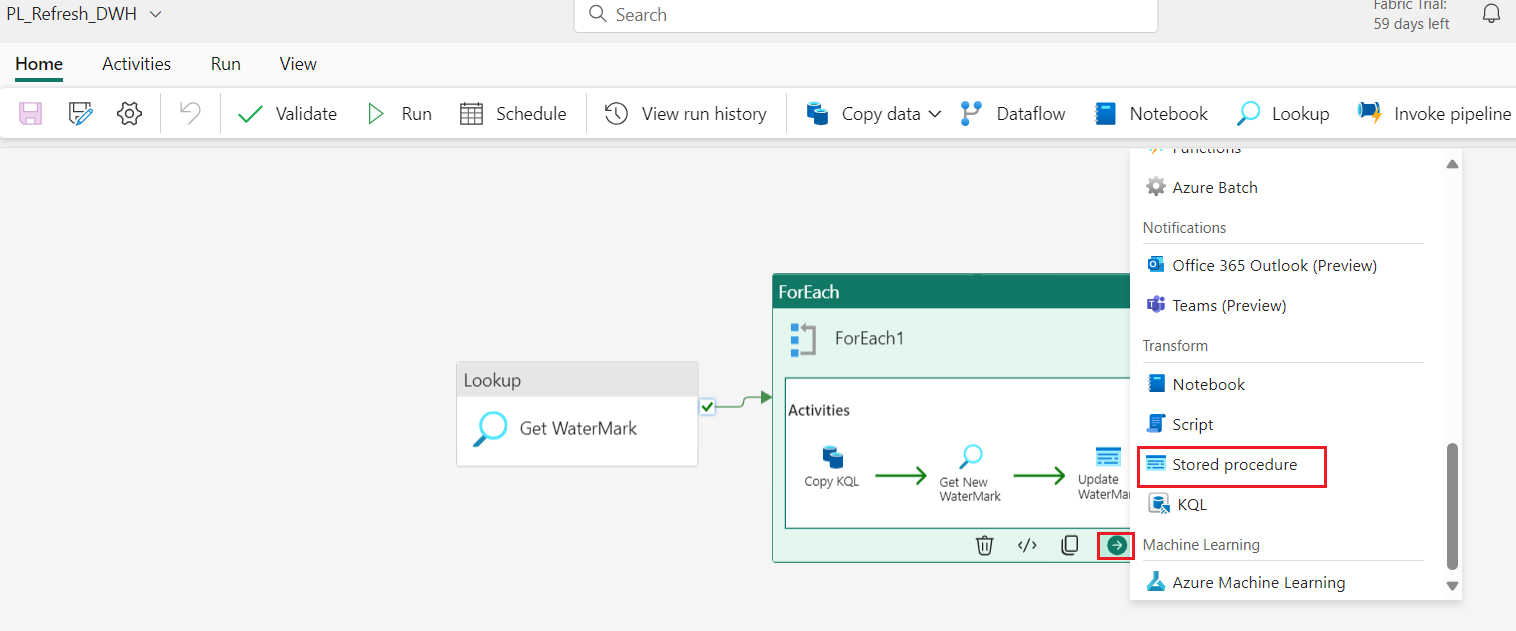 PL_Refresh_DWH
Search
Fabric Trial:
59 days left
Home
Activities
Run
View
Validate
Run
Schedule
View run history
Copy data
Dataflow
Notebook
Lookup
Invoke pipeline
Functions
Azure Batch
Notifications
Office 365 Outlook (Preview)
Teams (Preview)
Transform
Notebook
Script
Stored procedure
KQL
Machine Learning
Azure Machine Learning
Lookup
Get WaterMark
ForEach
ForEach1
Activities
Copy KQL
Get New
WaterMark
Update